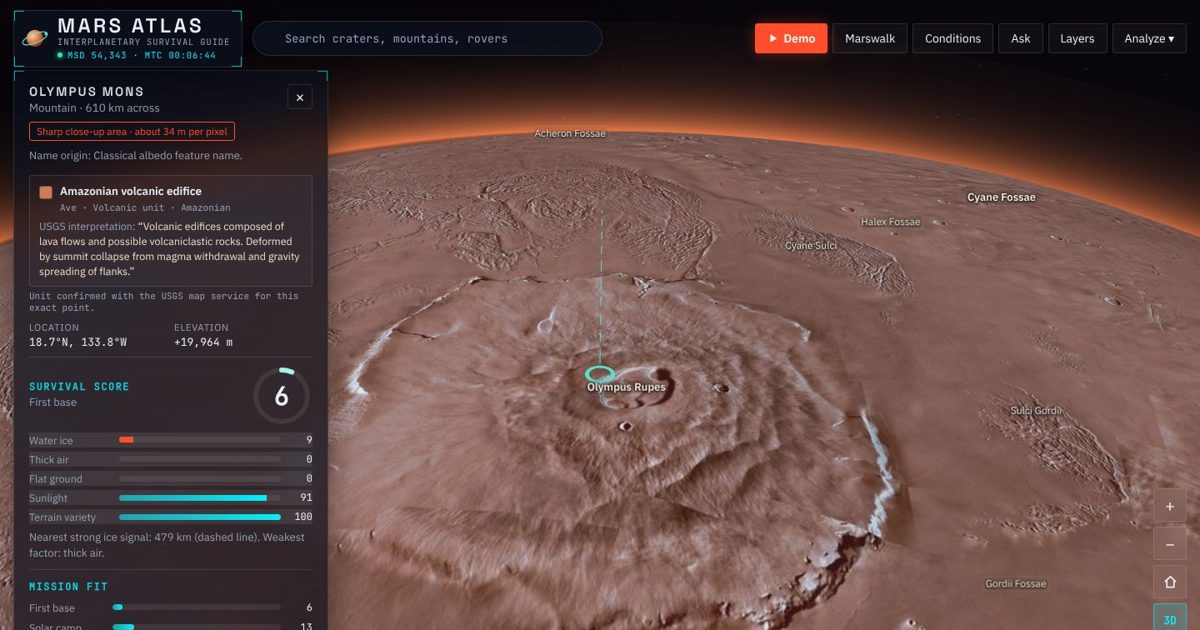 MARS ATLAS
INTERPLANETARY SURVIVAL GUIDE
MSD 54,343 · MTC 00:06:44
Search craters, mountains, rovers
Demo
Marswalk
Conditions
Ask
Layers
Analyze ▾
OLYMPUS MONS
Mountain · 610 km across
×
Sharp close-up area · about 34 m per pixel
Name origin: Classical albedo feature name.
Amazonian volcanic edifice
Ave · Volcanic unit · Amazonian
USGS interpretation: “Volcanic edifices composed of
lava flows and possible volcaniclastic rocks. Deformed
by summit collapse from magma withdrawal and gravity
spreading of flanks.”
Unit confirmed with the USGS map service for this
exact point.
LOCATION
18.7°N, 133.8°W
ELEVATION
+19,964 m
SURVIVAL SCORE
First base
6
Water ice 9
Thick air 0
Flat ground 0
Sunlight 91
Terrain variety 100
Nearest strong ice signal: 479 km (dashed line). Weakest
factor: thick air.
MISSION FIT
First base 6
Solar camp 13
Acheron Fossae
Cyane Fossae
Halex Fossae
Cyane Sulci
Olympus Rupes
Sulci Gordii
Gordii Fossae
+
−
3D